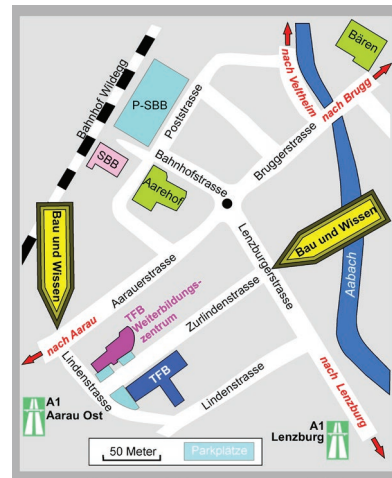 Bären
P-SBB
Bahnhof Wildegg
Poststrasse
nach Veltheim
nach Brugg
SBB
Bahnhofstrasse
Bruggerstrasse
Aarehof
Bau und Wissen
Bau und Wissen
Lenzburgerstrasse
Aabach
Aarauerstrasse
TFB
Weiterbildungs-
zentrum
Zurlindenstrasse
nach Aarau
Lindenstrasse
TFB
Lindenstrasse
nach Lenzburg
A1
Aarau Ost
A1
Lenzburg
50 Meter
Parkplätze